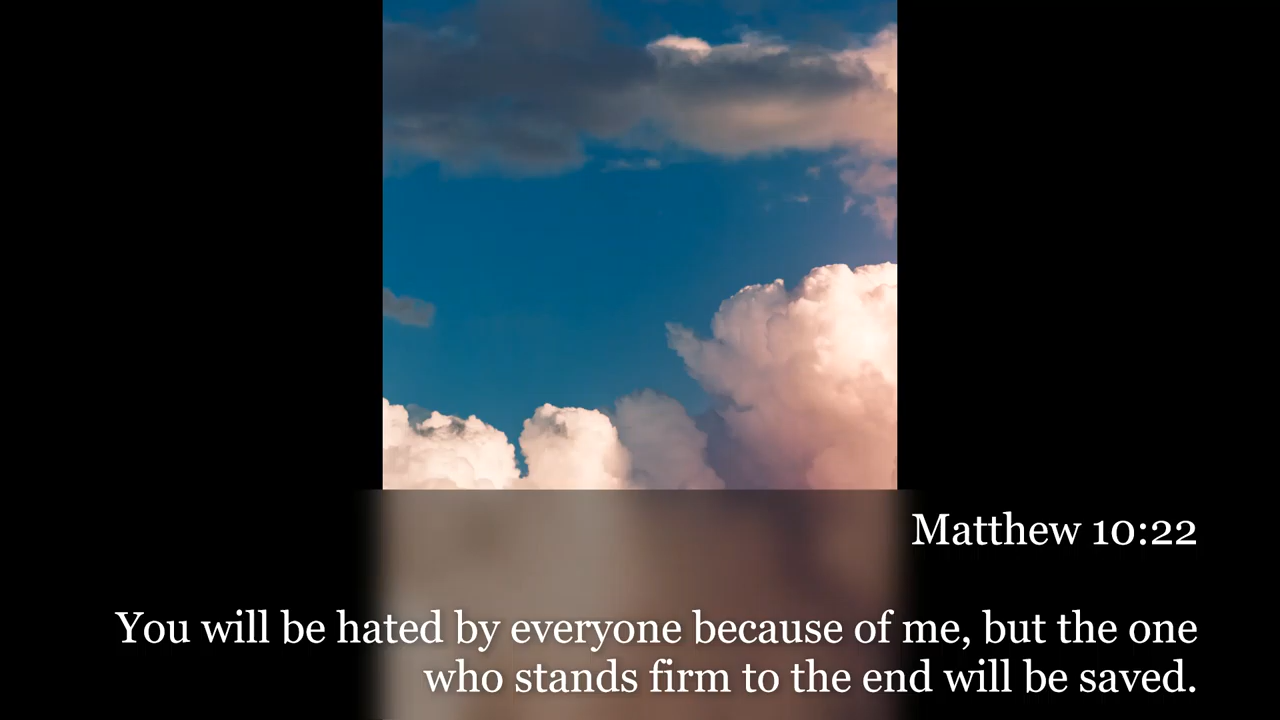 Matthew 10:22
You will be hated by everyone because of me, but the one
who stands firm to the end will be saved.